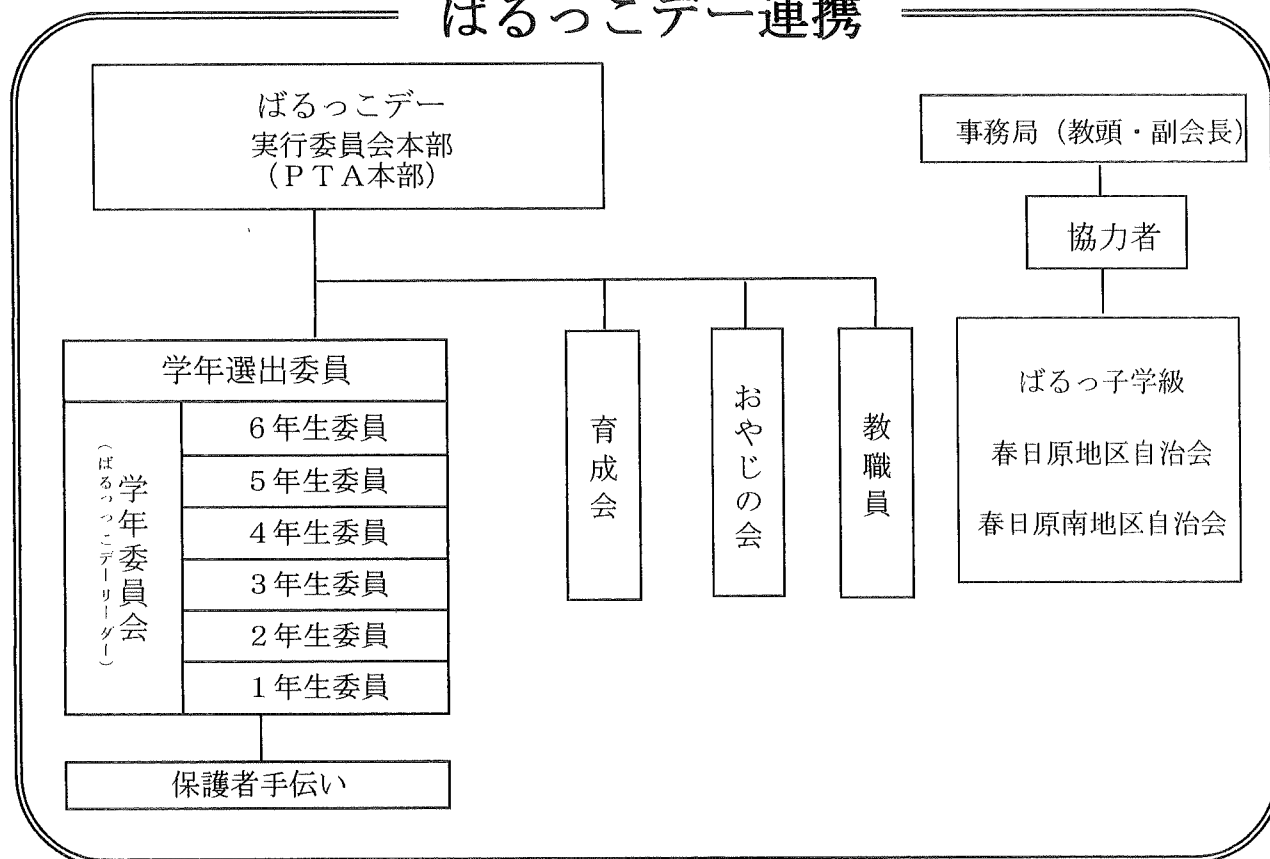 ばるっこデー連携
ばるっこデー
実行委員会本部
(PTA本部)
事務局(教頭・副会長)
協力者
ばるっ子学級
春日原地区自治会
春日原南地区自治会
学年選出委員
学年委員会
(ばるっっこデーリーダー)
6年生委員
5年生委員
4年生委員
3年生委員
2年生委員
1年生委員
保護者手伝い
育成会
おやじの会
教職員